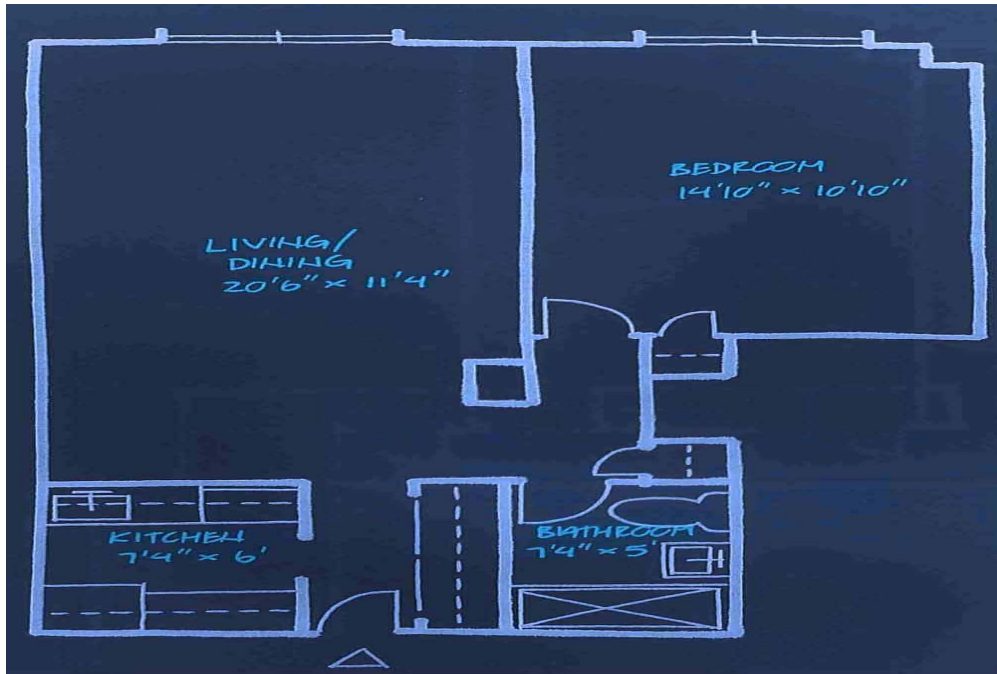 BEDROOM
14'10" × 10'10"
LIVING/
DINING
20'6" × 11'4"
KITCHEN
7'4" × 6'
BATHROOM
7'4" × 5'